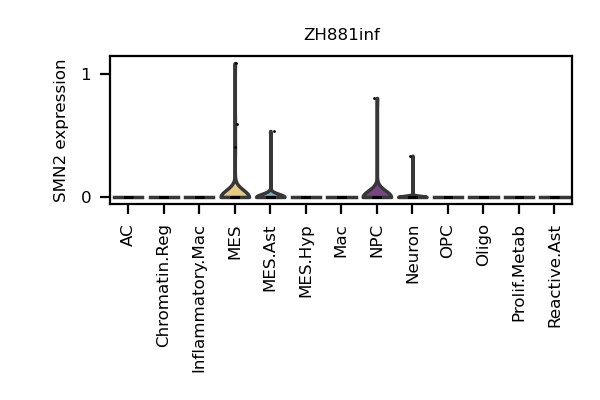 ZH881inf
SMN2 expression
1
0
AC
Chromatin.Reg
Inflammatory.Mac
MES
MES.Ast
MES.Hyp
Mac
NPC
Neuron
OPC
Oligo
Prolif.Metab
Reactive.Ast